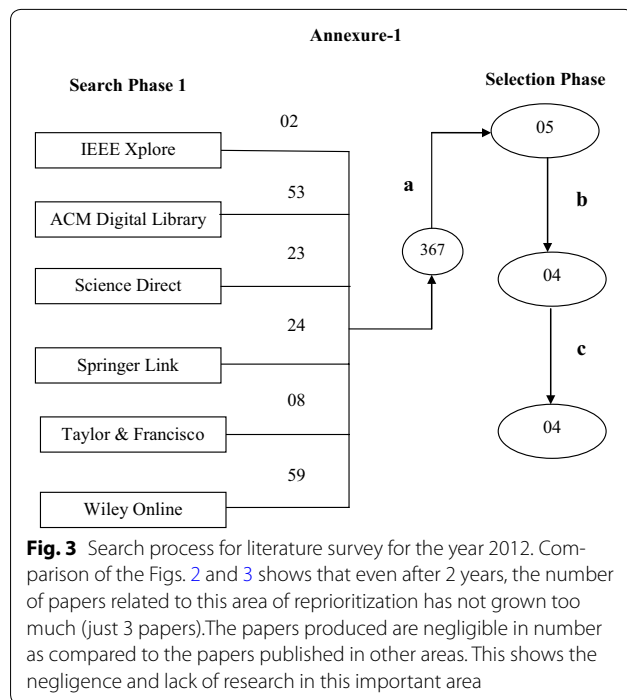 Annexure-1
Search Phase 1
Selection Phase
02
IEEE Xplore
53
ACM Digital Library
23
Science Direct
24
Springer Link
08
Taylor & Francisco
59
Wiley Online
367
a
05
b
04
c
04
Fig. 3 Search process for literature survey for the year 2012. Com-
parison of the Figs. 2 and 3 shows that even after 2 years, the number
of papers related to this area of reprioritization has not grown too
much (just 3 papers).The papers produced are negligible in number
as compared to the papers published in other areas. This shows the
negligence and lack of research in this important area